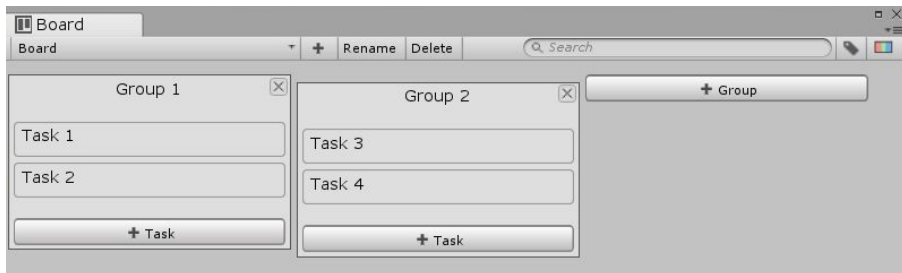 Board
Board + Rename Delete Search
Group 1
Task 1
Task 2
+ Task
Group 2
Task 3
Task 4
+ Task
+ Group